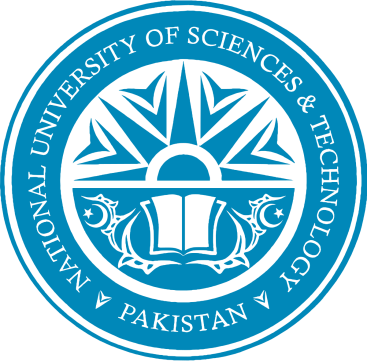 NATIONAL UNIVERSITY OF SCIENCES & TECHNOLOGY
PAKISTAN